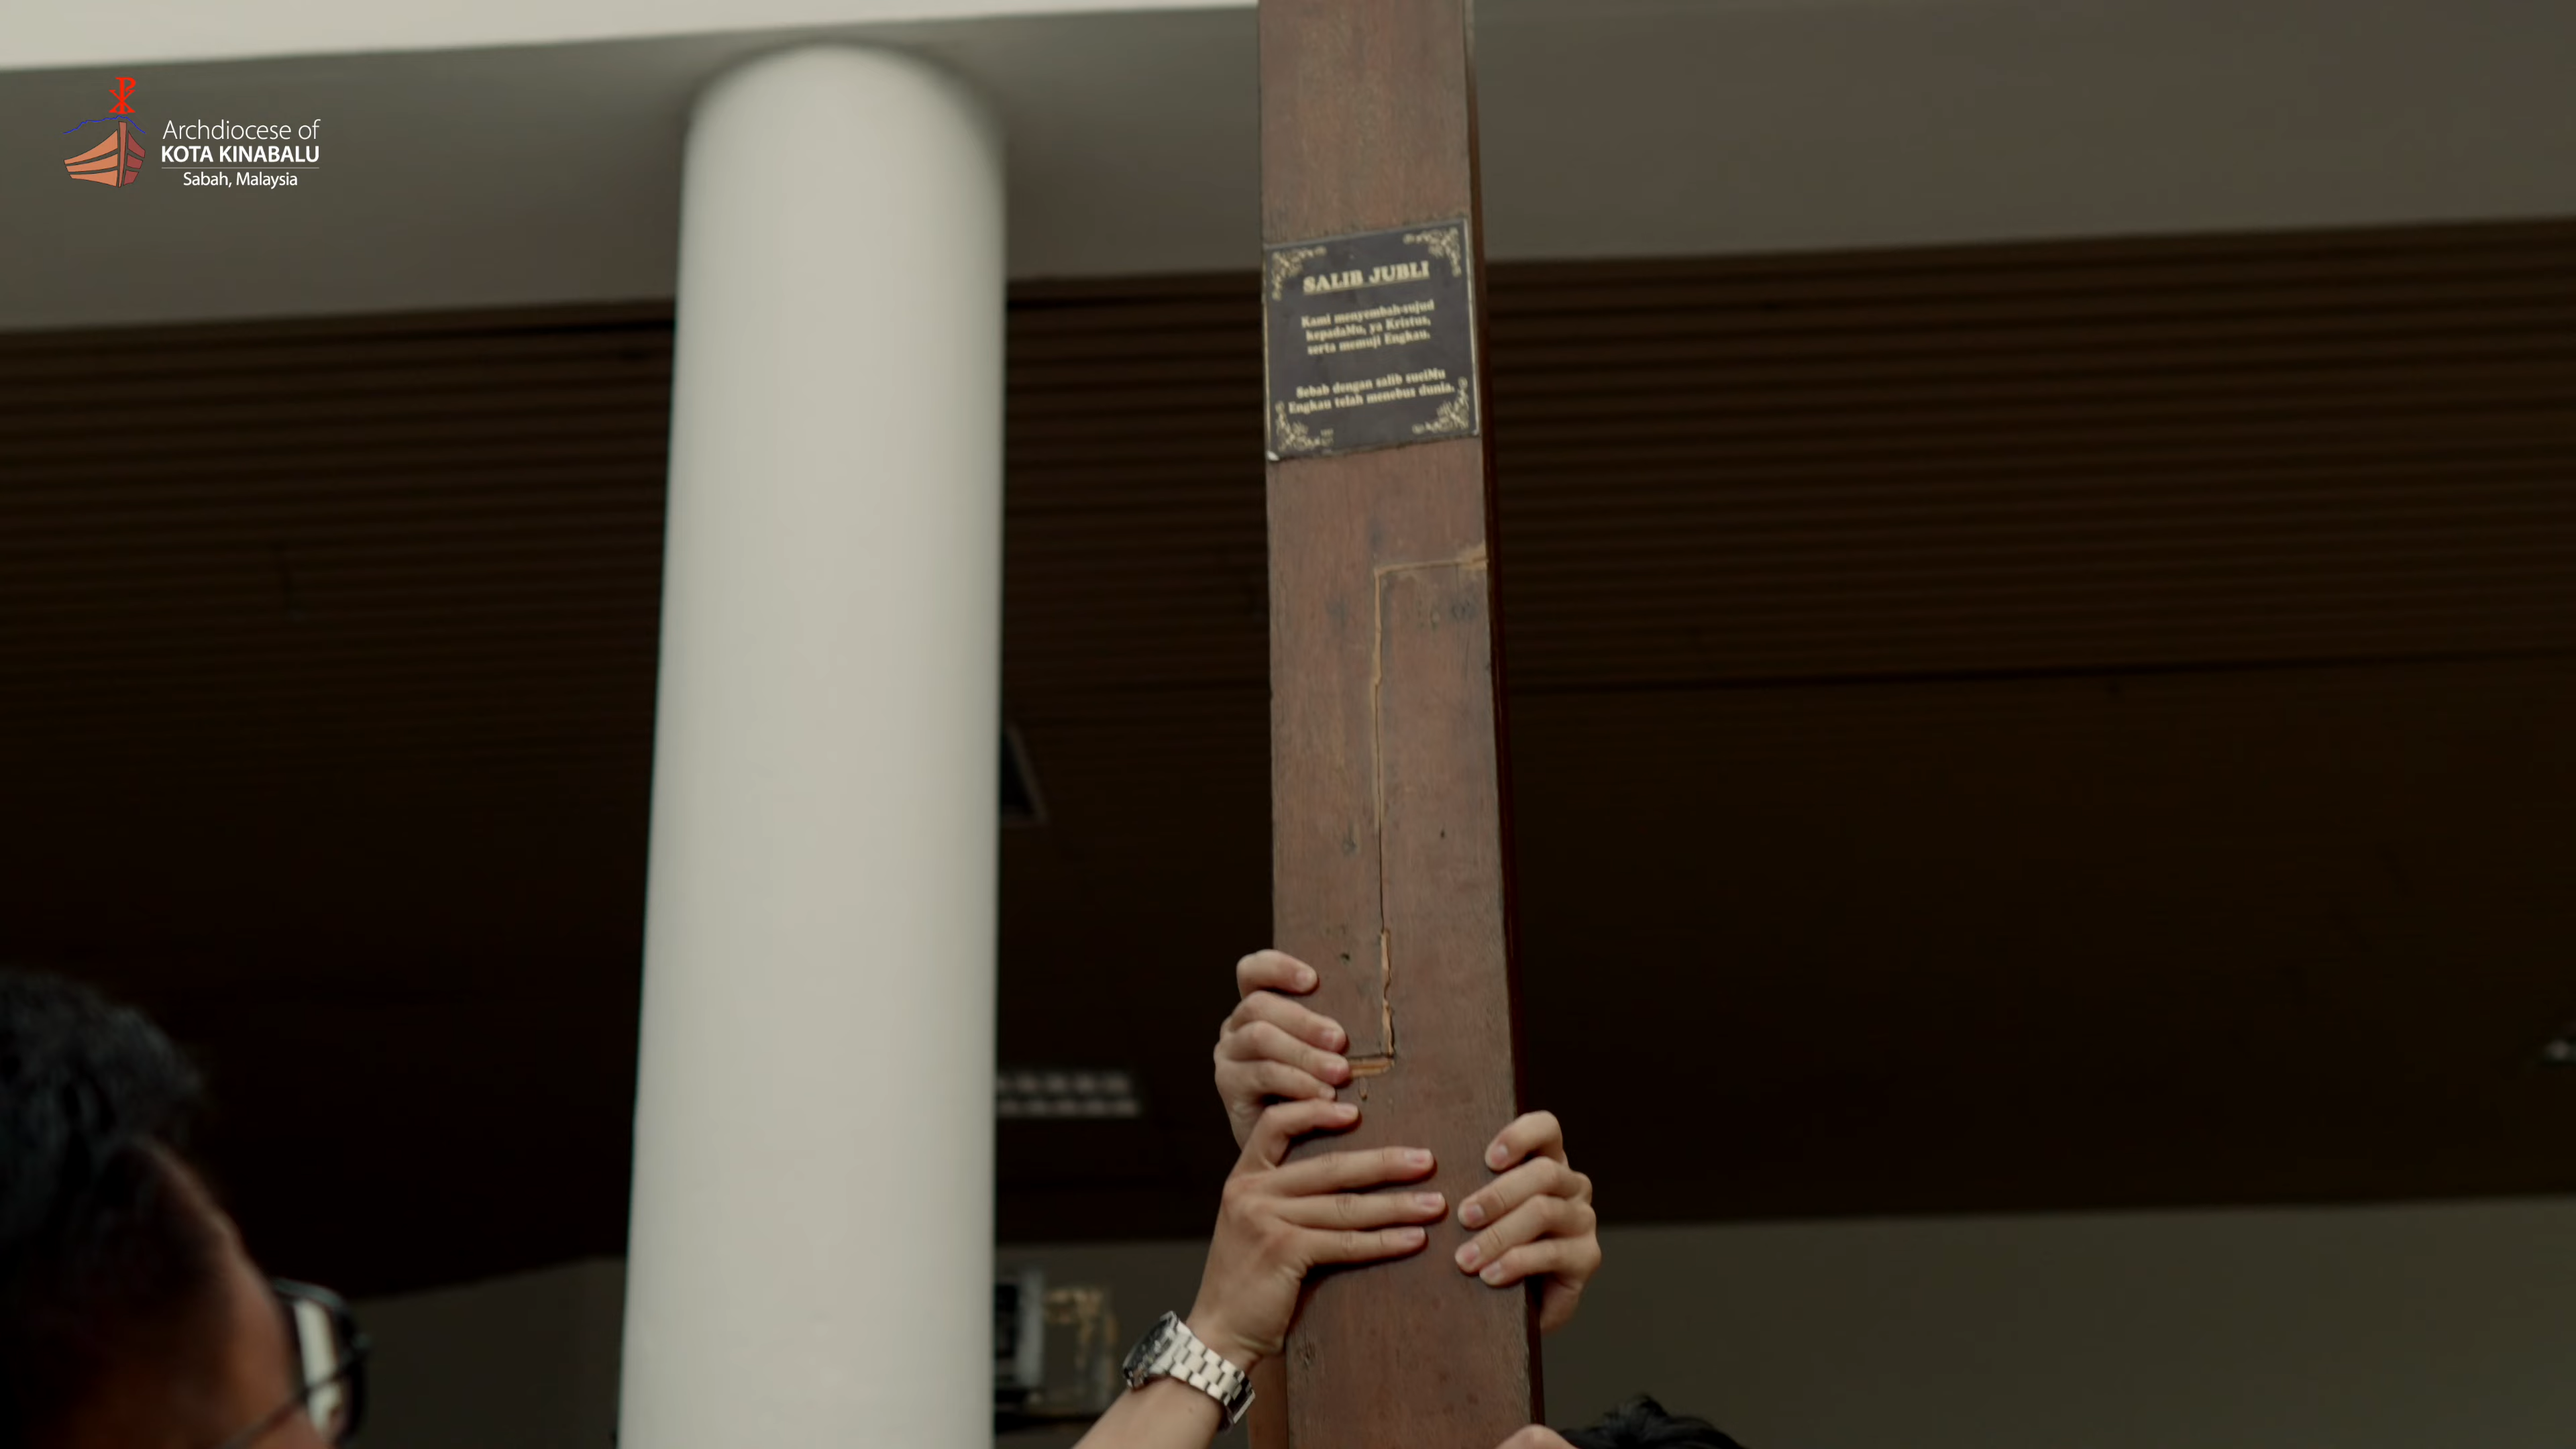 Archdiocese of
KOTA KINABALU
Sabah, Malaysia
SALIB JUBLI
Kami menyembah-sujud
kepadaMu, ya Kristus,
serta memuji Engkau.
Sebab dengan salib suciMu
Engkau telah menebus dunia.